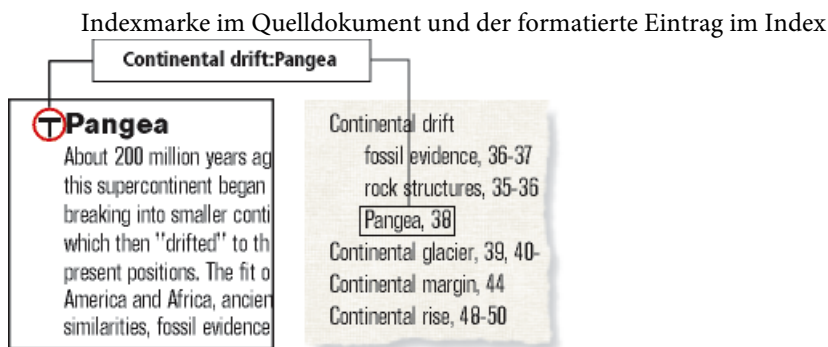 Indexmarke im Quelldokument und der formatierte Eintrag im Index
Continental drift:Pangea
Pangea
About 200 million years ag
this supercontinent began
breaking into smaller conti
which then "drifted" to th
present positions. The fit o
America and Africa, ancien
similarities, fossil evidence
Continental drift
fossil evidence, 36-37
rock structures, 35-36
Pangea, 38
Continental glacier, 39, 40-
Continental margin, 44
Continental rise, 48-50